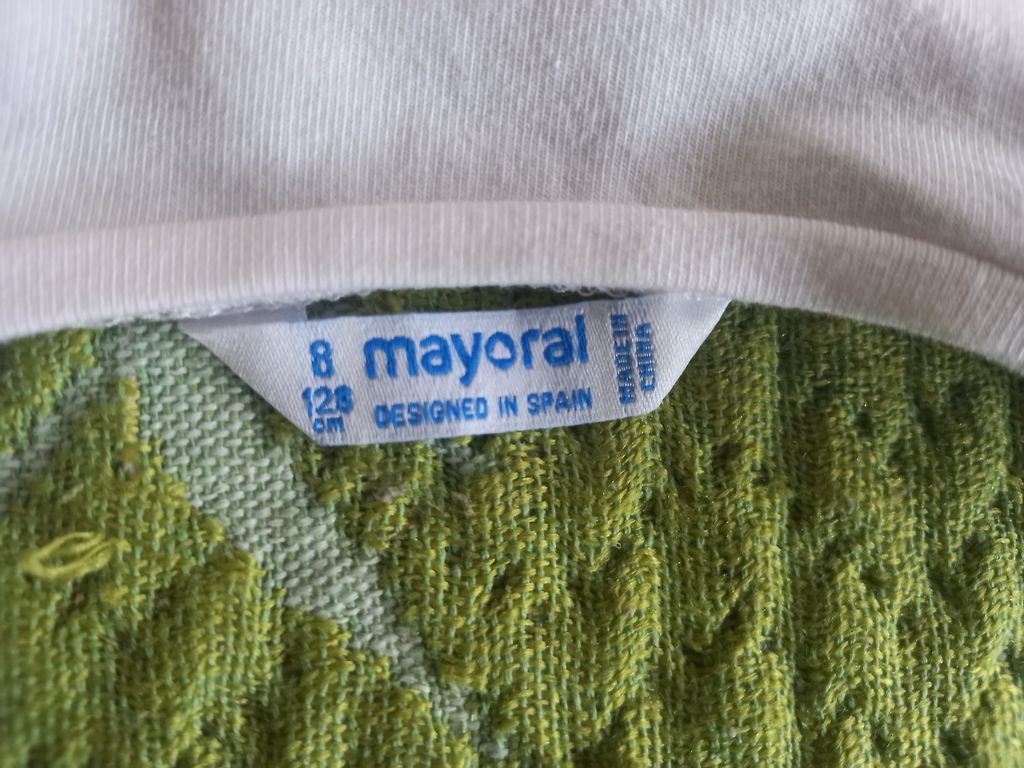 8
128
cm
mayoral
DESIGNED IN SPAIN
MADE IN
CHINA